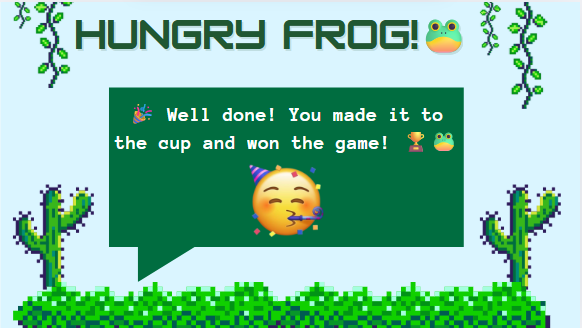 HUNGRY FROG!🐸
🎉 Well done! You made it to
the cup and won the game! 🏆 🐸